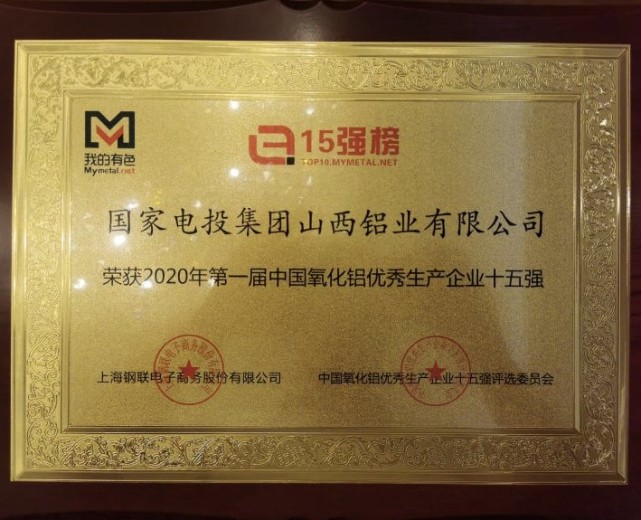 我的有色
Mymetal.net
15强榜
TOP10.MYMETAL.NET
国家电投集团山西铝业有限公司
荣获2020年第一届中国氧化铝优秀生产企业十五强
上海钢联电子商务股份有限公司
中国氧化铝优秀生产企业十五强评选委员会